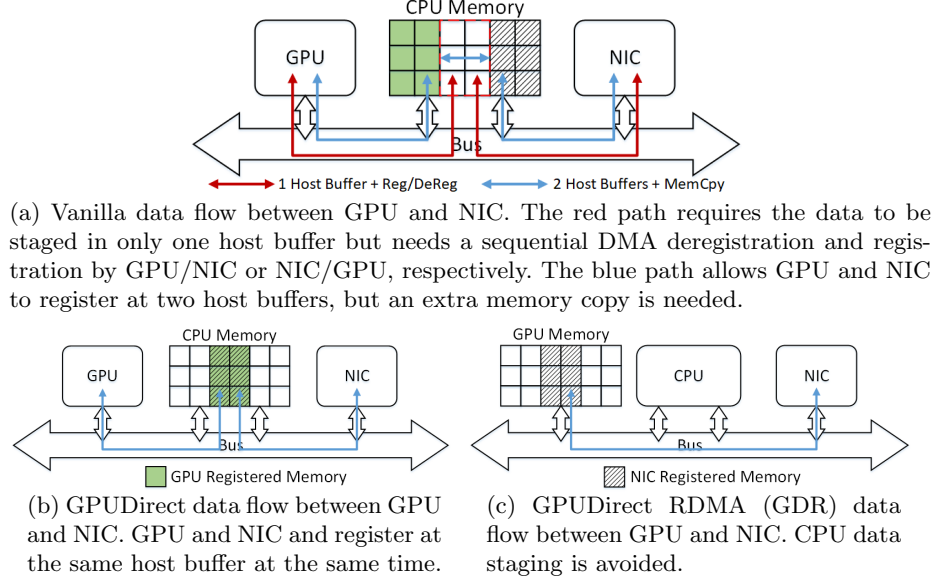 CPU Memory
GPU
NIC
Bus
1 Host Buffer + Reg/DeReg
2 Host Buffers + MemCpy
(a) Vanilla data flow between GPU and NIC. The red path requires the data to be
staged in only one host buffer but needs a sequential DMA deregistration and regis-
tration by GPU/NIC or NIC/GPU, respectively. The blue path allows GPU and NIC
to register at two host buffers, but an extra memory copy is needed.
CPU Memory
GPU
NIC
Bus
GPU Registered Memory
(b) GPUDirect data flow between GPU
and NIC. GPU and NIC and register at
the same host buffer at the same time.
GPU Memory
CPU
NIC
Bus
NIC Registered Memory
(c) GPUDirect RDMA (GDR) data
flow between GPU and NIC. CPU data
staging is avoided.